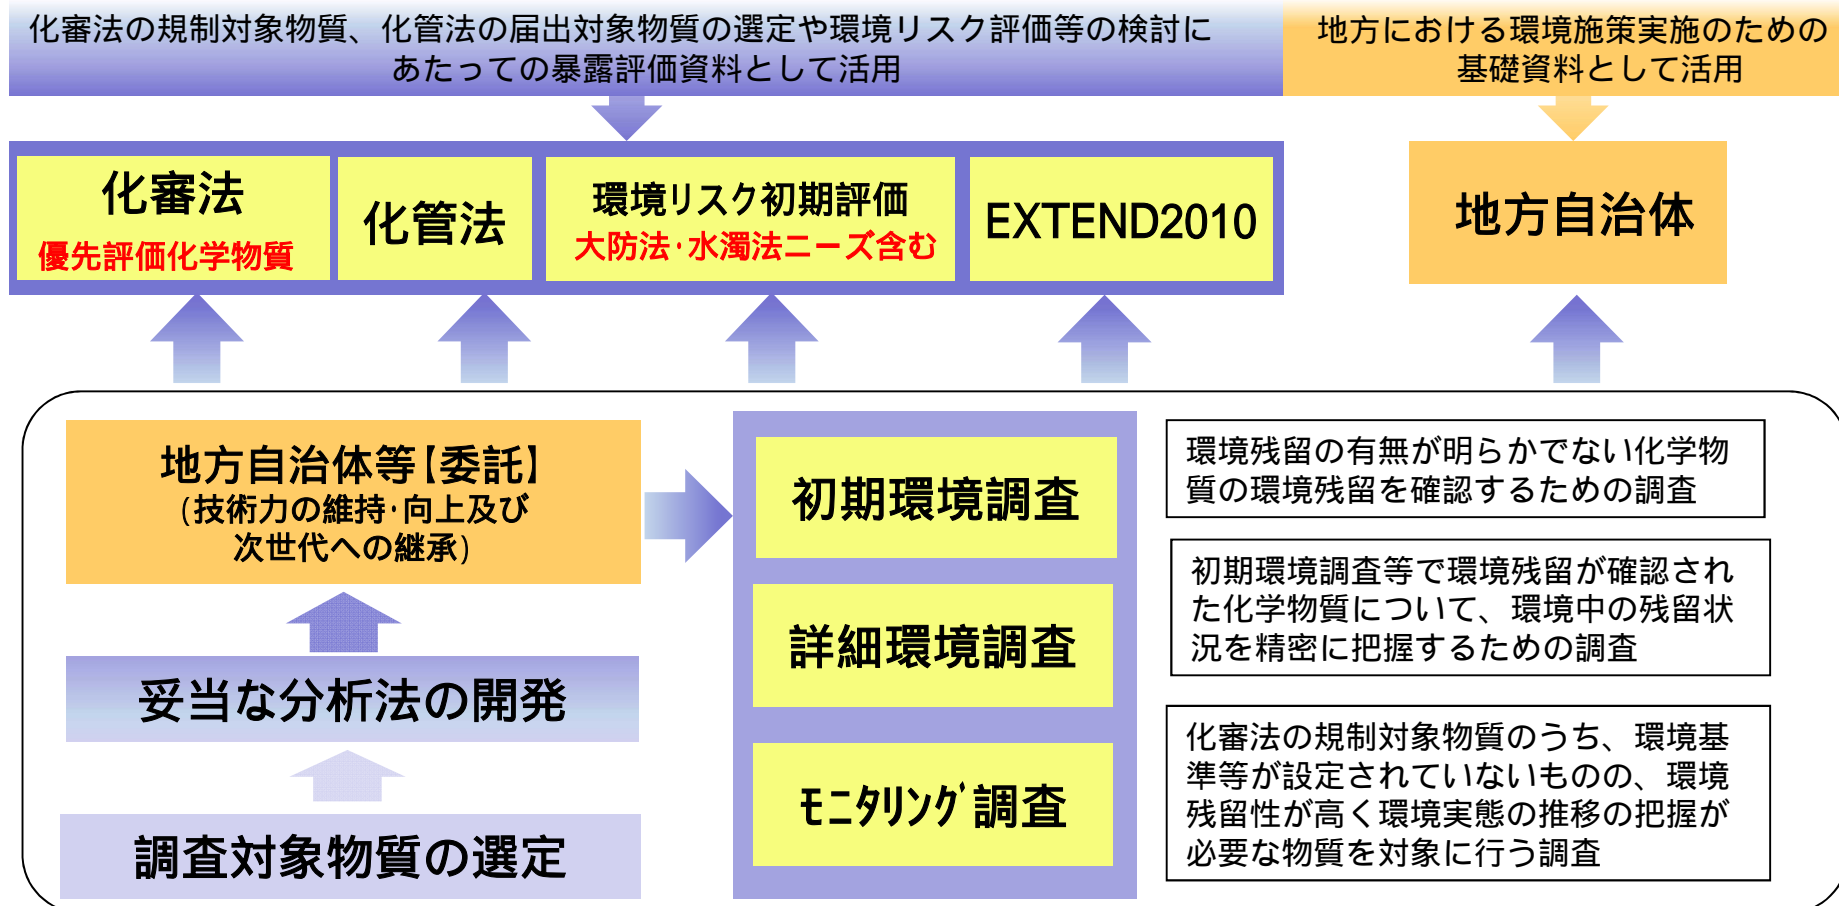 化審法の規制対象物質、化管法の届出対象物質の選定や環境リスク評価等の検討に
あたっての暴露評価資料として活用
地方における環境施策実施のための
基礎資料として活用
化審法
優先評価化学物質
化管法
環境リスク初期評価
大防法・水濁法ニーズ含む
EXTEND2010
地方自治体
地方自治体等【委託】
(技術力の維持・向上及び
次世代への継承)
妥当な分析法の開発
調査対象物質の選定
初期環境調査
詳細環境調査
ﾓﾆﾀﾘﾝｸﾞ調査
環境残留の有無が明らかでない化学物
質の環境残留を確認するための調査
初期環境調査等で環境残留が確認され
た化学物質について、環境中の残留状
況を精密に把握するための調査
化審法の規制対象物質のうち、環境基
準等が設定されていないものの、環境
残留性が高く環境実態の推移の把握が
必要な物質を対象に行う調査